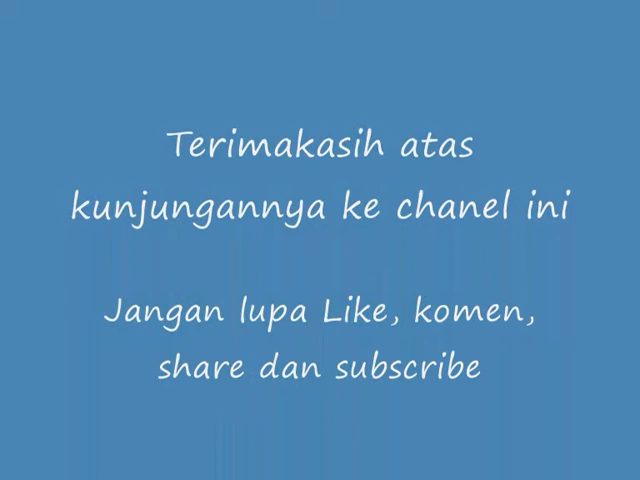 Terimakasih atas
kunjungannya ke chanel ini
Jangan lupa Like, komen,
share dan subscribe